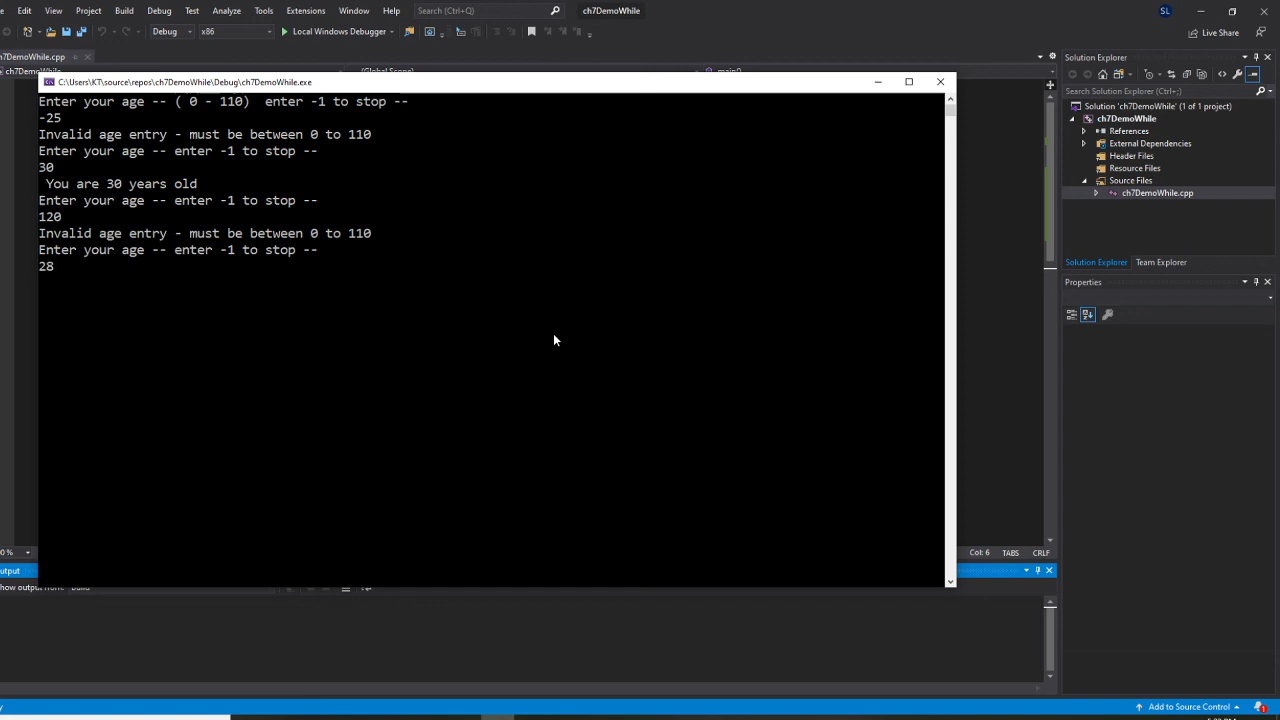 Edit View Project Build Debug Test Analyze Tools Extensions Window Help Search (Ctrl+Q) ch7DemoWhile SL
Debug x86 Local Windows Debugger Live Share
h7DemoWhile.cpp Solution Explorer
C:\Users\KT\source\repos\ch7DemoWhile\Debug\ch7DemoWhile.exe
Search Solution Explorer (Ctrl+;)
Enter your age -- ( 0 - 110)  enter -1 to stop --
-25
Invalid age entry - must be between 0 to 110
Enter your age -- enter -1 to stop --
30
 You are 30 years old
Enter your age -- enter -1 to stop --
120
Invalid age entry - must be between 0 to 110
Enter your age -- enter -1 to stop --
28
Solution 'ch7DemoWhile' (1 of 1 project)
ch7DemoWhile
References
External Dependencies
Header Files
Resource Files
Source Files
ch7DemoWhile.cpp
Solution Explorer Team Explorer
Properties
0 % Col: 6 TABS CRLF
utput
Add to Source Control 1